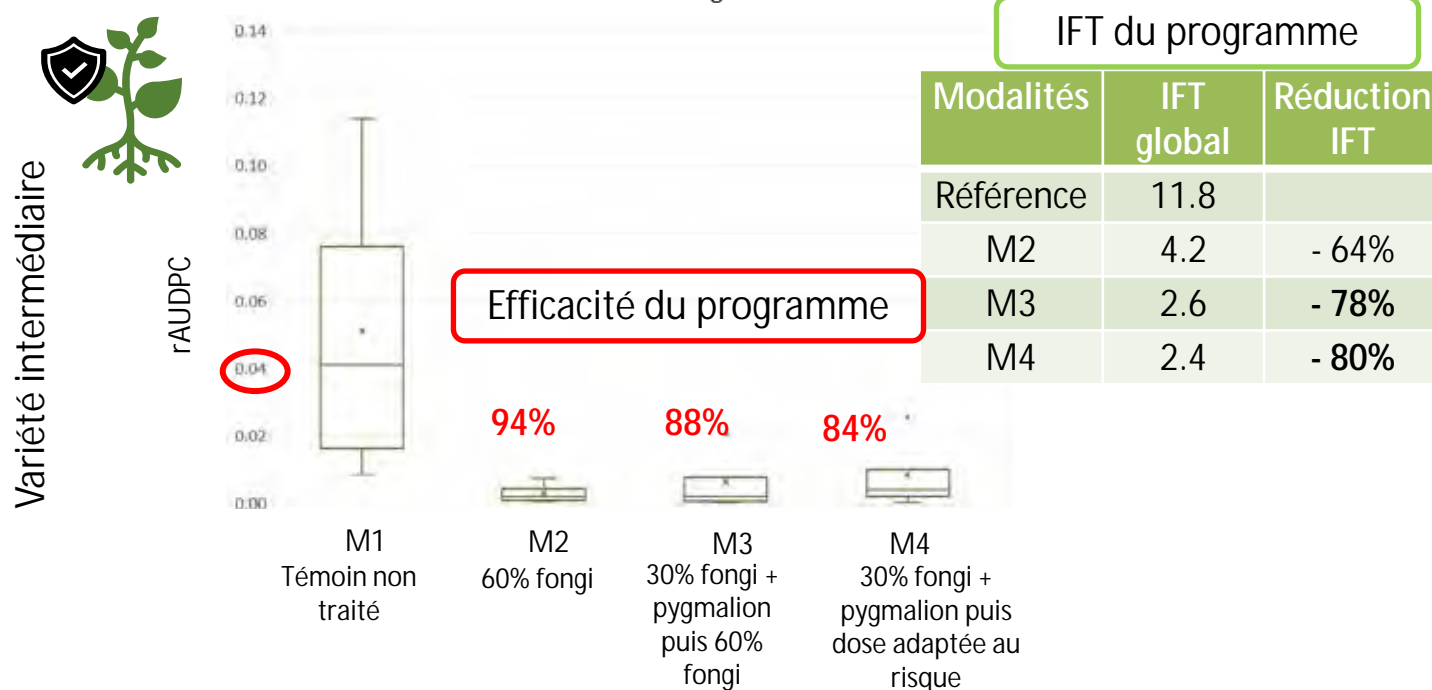 IFT du programme
Modalités IFT global Réduction IFT
Référence 11.8
M2 4.2 - 64%
M3 2.6 - 78%
M4 2.4 - 80%
Variété intermédiaire
rAUDPC
0.14
0.12
0.10
0.08
0.06
0.04
0.02
0.00
Efficacité du programme
94%
88%
84%
M1
Témoin non
traité
M2
60% fongi
M3
30% fongi +
pygmalion
puis 60%
fongi
M4
30% fongi +
pygmalion puis
dose adaptée au
risque